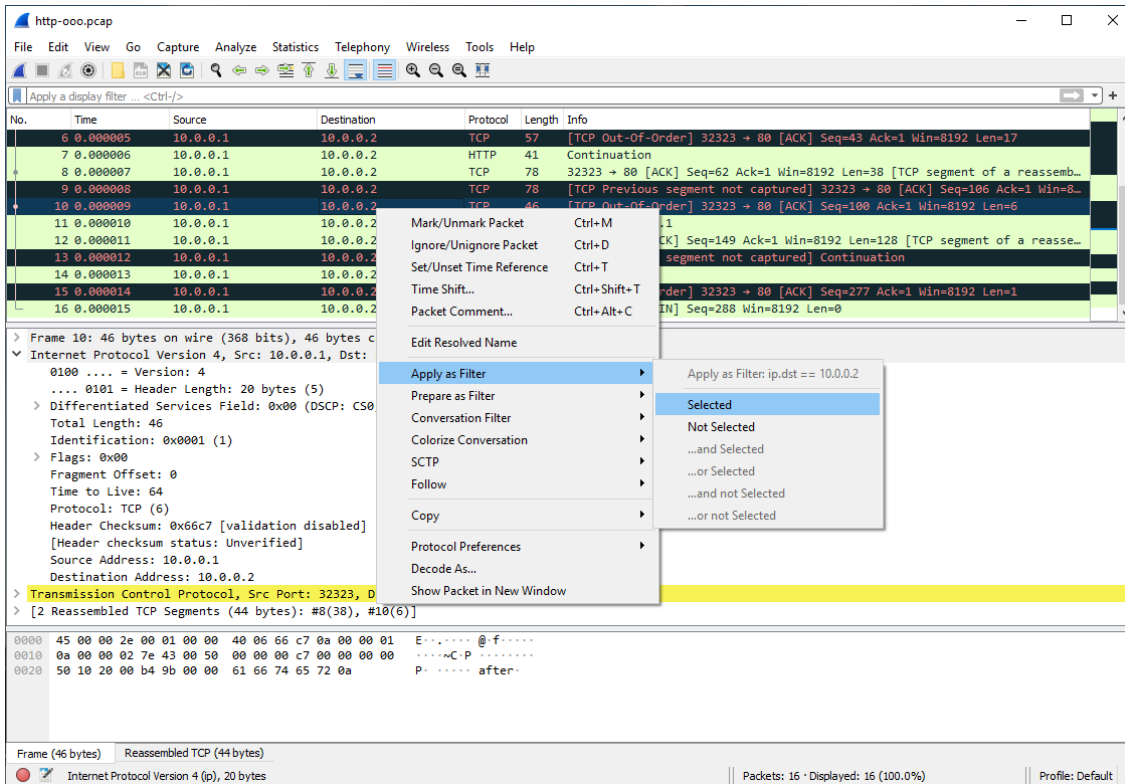 http-ooo.pcap
File Edit View Go Capture Analyze Statistics Telephony Wireless Tools Help
Apply a display filter ... <Ctrl-/>
No. Time Source Destination Protocol Length Info
6 0.000005 10.0.0.1 10.0.0.2 TCP 57 [TCP Out-Of-Order] 32323 → 80 [ACK] Seq=43 Ack=1 Win=8192 Len=17
7 0.000006 10.0.0.1 10.0.0.2 HTTP 41 Continuation
8 0.000007 10.0.0.1 10.0.0.2 TCP 78 32323 → 80 [ACK] Seq=62 Ack=1 Win=8192 Len=38 [TCP segment of a reassemb…
9 0.000008 10.0.0.1 10.0.0.2 TCP 78 [TCP Previous segment not captured] 32323 → 80 [ACK] Seq=106 Ack=1 Win=8…
10 0.000009 10.0.0.1 10.0.0.2 TCP 46 [TCP Out-Of-Order] 32323 → 80 [ACK] Seq=100 Ack=1 Win=8192 Len=6
11 0.000010 10.0.0.1 10.0.0.2 .1
12 0.000011 10.0.0.1 10.0.0.2 CK] Seq=149 Ack=1 Win=8192 Len=128 [TCP segment of a reasse…
13 0.000012 10.0.0.1 10.0.0.2 segment not captured] Continuation
14 0.000013 10.0.0.1 10.0.0.2
15 0.000014 10.0.0.1 10.0.0.2 rder] 32323 → 80 [ACK] Seq=277 Ack=1 Win=8192 Len=1
16 0.000015 10.0.0.1 10.0.0.2 IN] Seq=288 Win=8192 Len=0
Mark/Unmark Packet Ctrl+M
Ignore/Unignore Packet Ctrl+D
Set/Unset Time Reference Ctrl+T
Time Shift... Ctrl+Shift+T
Packet Comment... Ctrl+Alt+C
Edit Resolved Name
Apply as Filter
Prepare as Filter
Conversation Filter
Colorize Conversation
SCTP
Follow
Copy
Protocol Preferences
Decode As...
Show Packet in New Window
Apply as Filter: ip.dst == 10.0.0.2
Selected
Not Selected
...and Selected
...or Selected
...and not Selected
...or not Selected
Frame 10: 46 bytes on wire (368 bits), 46 bytes c
Internet Protocol Version 4, Src: 10.0.0.1, Dst:
0100 .... = Version: 4
.... 0101 = Header Length: 20 bytes (5)
Differentiated Services Field: 0x00 (DSCP: CS0
Total Length: 46
Identification: 0x0001 (1)
Flags: 0x00
Fragment Offset: 0
Time to Live: 64
Protocol: TCP (6)
Header Checksum: 0x66c7 [validation disabled]
[Header checksum status: Unverified]
Source Address: 10.0.0.1
Destination Address: 10.0.0.2
Transmission Control Protocol, Src Port: 32323, D
[2 Reassembled TCP Segments (44 bytes): #8(38), #10(6)]
0000 45 00 00 2e 00 01 00 00 40 06 66 c7 0a 00 00 01 E··.···· @·f·····
0010 0a 00 00 02 7e 43 00 50 00 00 00 c7 00 00 00 00 ····~C·P ········
0020 50 10 20 00 b4 9b 00 00 61 66 74 65 72 0a P· ····· after·
Frame (46 bytes) Reassembled TCP (44 bytes)
Internet Protocol Version 4 (ip), 20 bytes Packets: 16 · Displayed: 16 (100.0%) Profile: Default